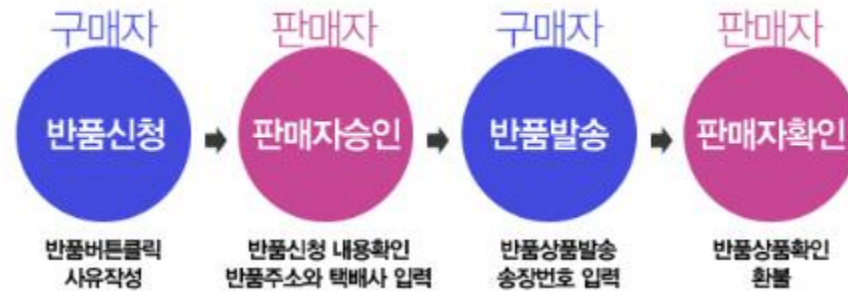 구매자
반품신청
반품버튼클릭
사유작성
판매자
판매자승인
반품신청 내용확인
반품주소와 택배사 입력
구매자
반품발송
반품상품발송
송장번호 입력
판매자
판매자확인
반품상품확인
환불